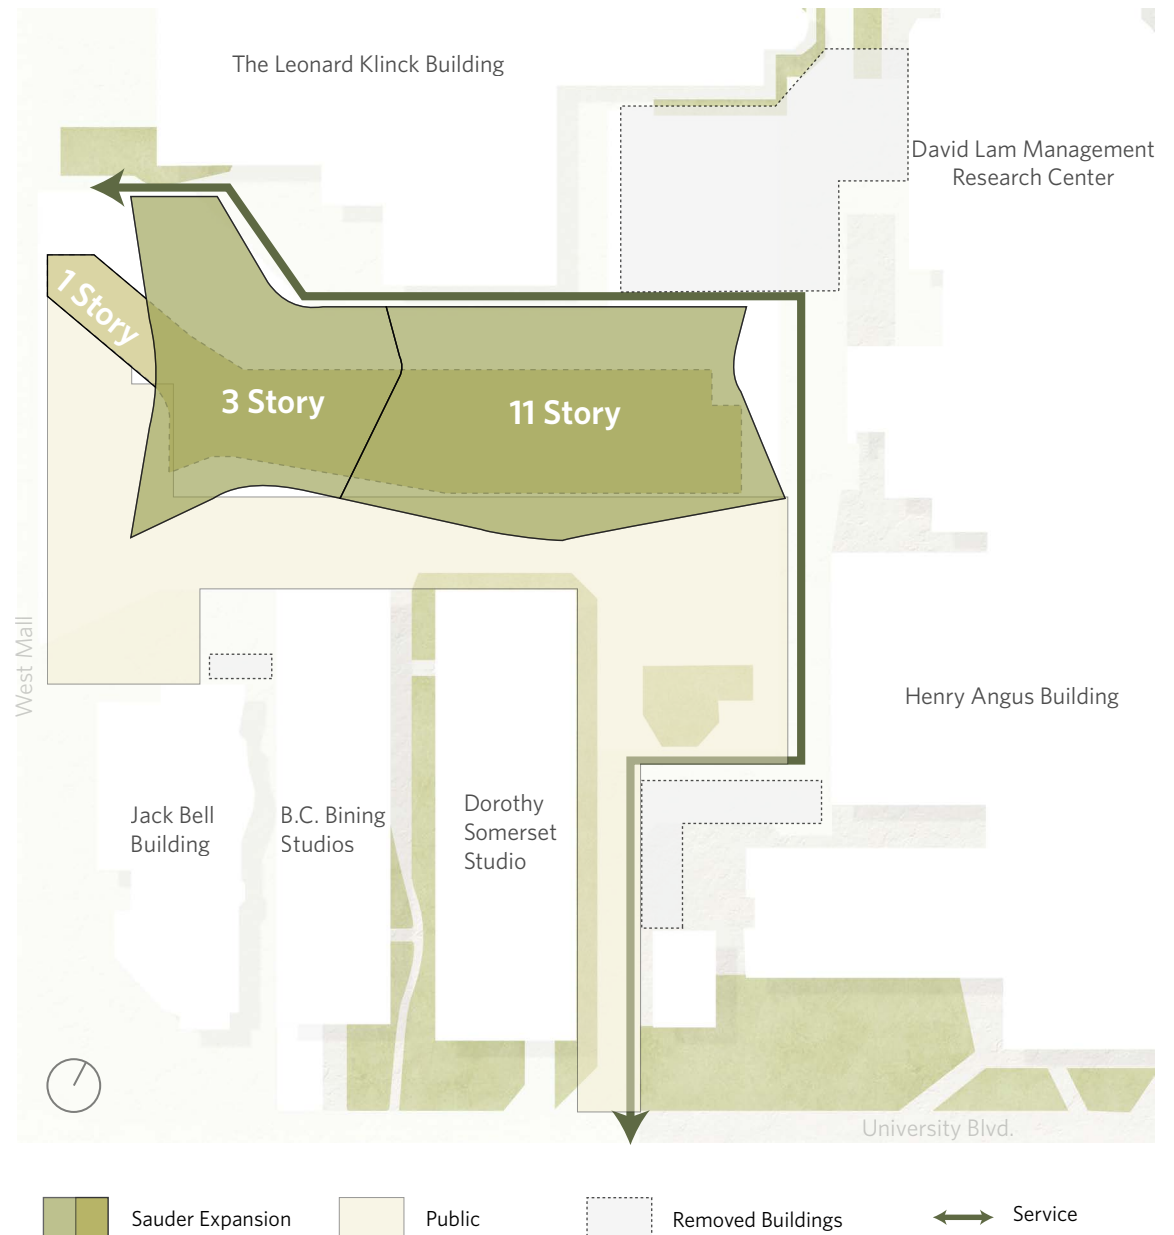 The Leonard Klinck Building
David Lam Management
Research Center
1 Story
3 Story
11 Story
West Mall
Henry Angus Building
Jack Bell
Building
B.C. Bining
Studios
Dorothy
Somerset
Studio
University Blvd.
Sauder Expansion
Public
Removed Buildings
Service